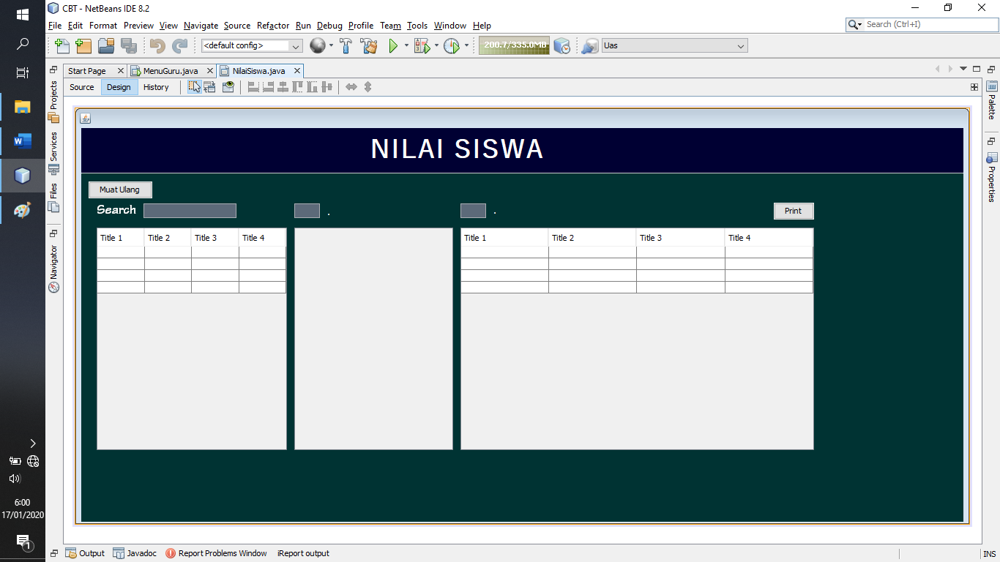 CBT - NetBeans IDE 8.2
File Edit Format Preview View Navigate Source Refactor Run Debug Profile Team Tools Window Help
Search (Ctrl+I)
<default config>
200.7/335.0MB
Uas
Start Page
MenuGuru.java
NilaiSiswa.java
Source Design History
Projects
Services
Files
Navigator
Palette
Properties
NILAI SISWA
Muat Ulang
Search
.
.
Print
Title 1 Title 2 Title 3 Title 4
Title 1 Title 2 Title 3 Title 4
6:00
17/01/2020
1
Output Javadoc Report Problems Window iReport output
INS